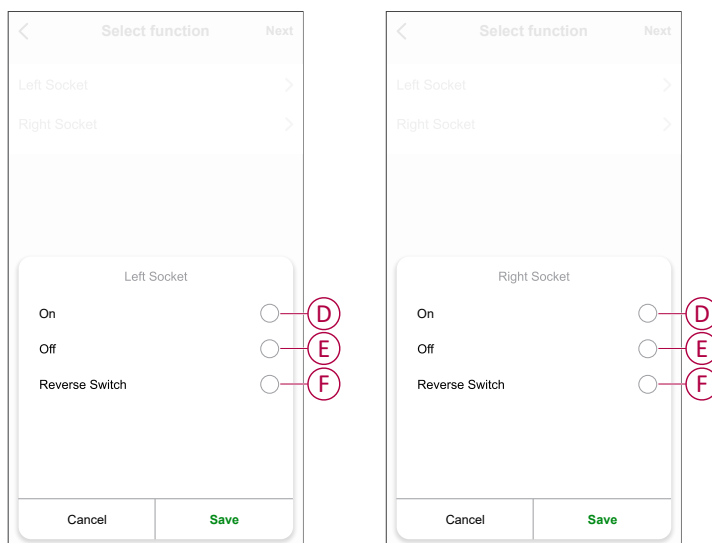 Select function Next
Left Socket
Right Socket
Left Socket
On D
Off E
Reverse Switch F
Cancel Save
Select function Next
Left Socket
Right Socket
Right Socket
On D
Off E
Reverse Switch F
Cancel Save